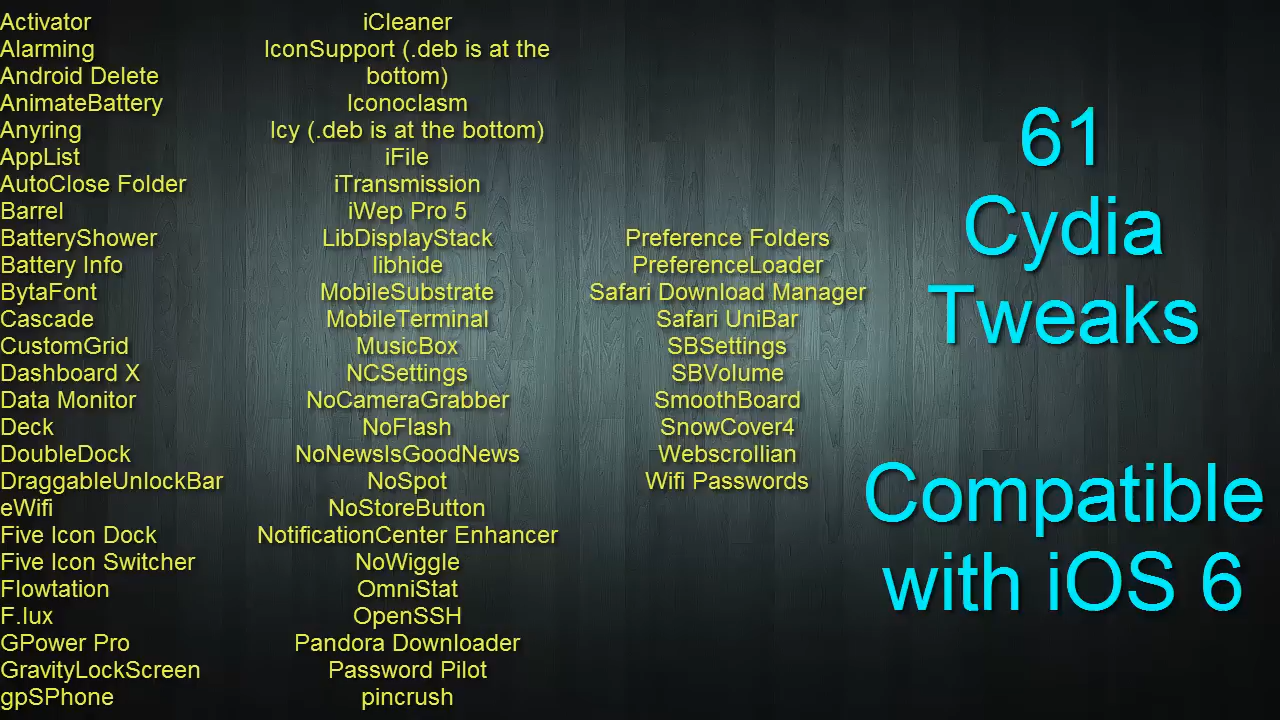 Activator
Alarming
Android Delete
AnimateBattery
Anyring
AppList
AutoClose Folder
Barrel
BatteryShower
Battery Info
BytaFont
Cascade
CustomGrid
Dashboard X
Data Monitor
Deck
DoubleDock
DraggableUnlockBar
eWifi
Five Icon Dock
Five Icon Switcher
Flowtation
F.lux
GPower Pro
GravityLockScreen
gpSPhone
iCleaner
IconSupport (.deb is at the
bottom)
Iconoclasm
Icy (.deb is at the bottom)
iFile
iTransmission
iWep Pro 5
LibDisplayStack
libhide
MobileSubstrate
MobileTerminal
MusicBox
NCSettings
NoCameraGrabber
NoFlash
NoNewsIsGoodNews
NoSpot
NoStoreButton
NotificationCenter Enhancer
NoWiggle
OmniStat
OpenSSH
Pandora Downloader
Password Pilot
pincrush
Preference Folders
PreferenceLoader
Safari Download Manager
Safari UniBar
SBSettings
SBVolume
SmoothBoard
SnowCover4
Webscrollian
Wifi Passwords
61
Cydia
Tweaks
Compatible
with iOS 6